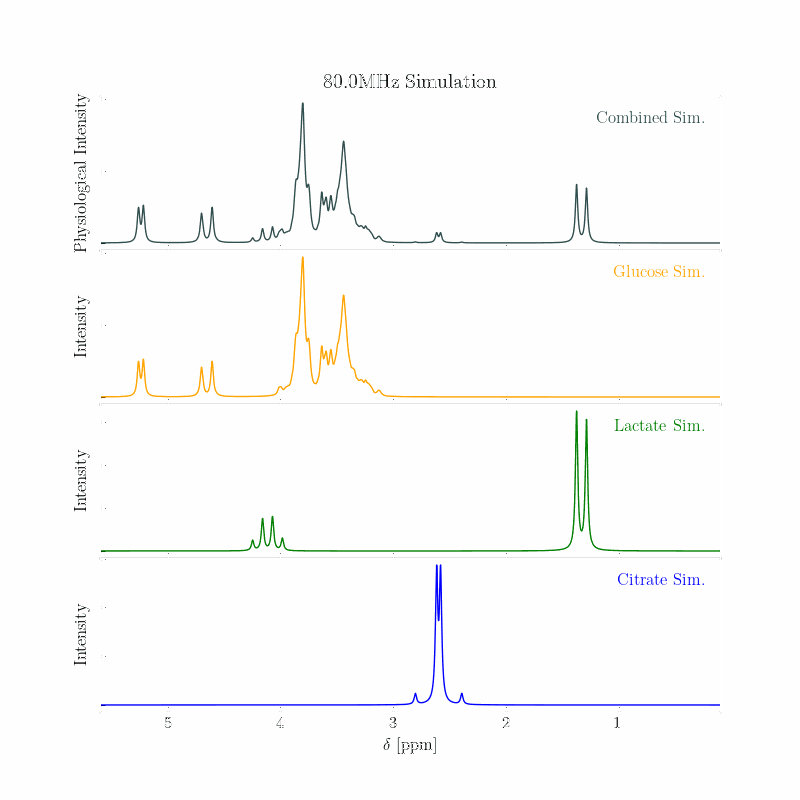 80.0MHz Simulation
Physiological Intensity
Combined Sim.
Intensity
Glucose Sim.
Intensity
Lactate Sim.
Intensity
Citrate Sim.
5 4 3 2 1
δ [ppm]